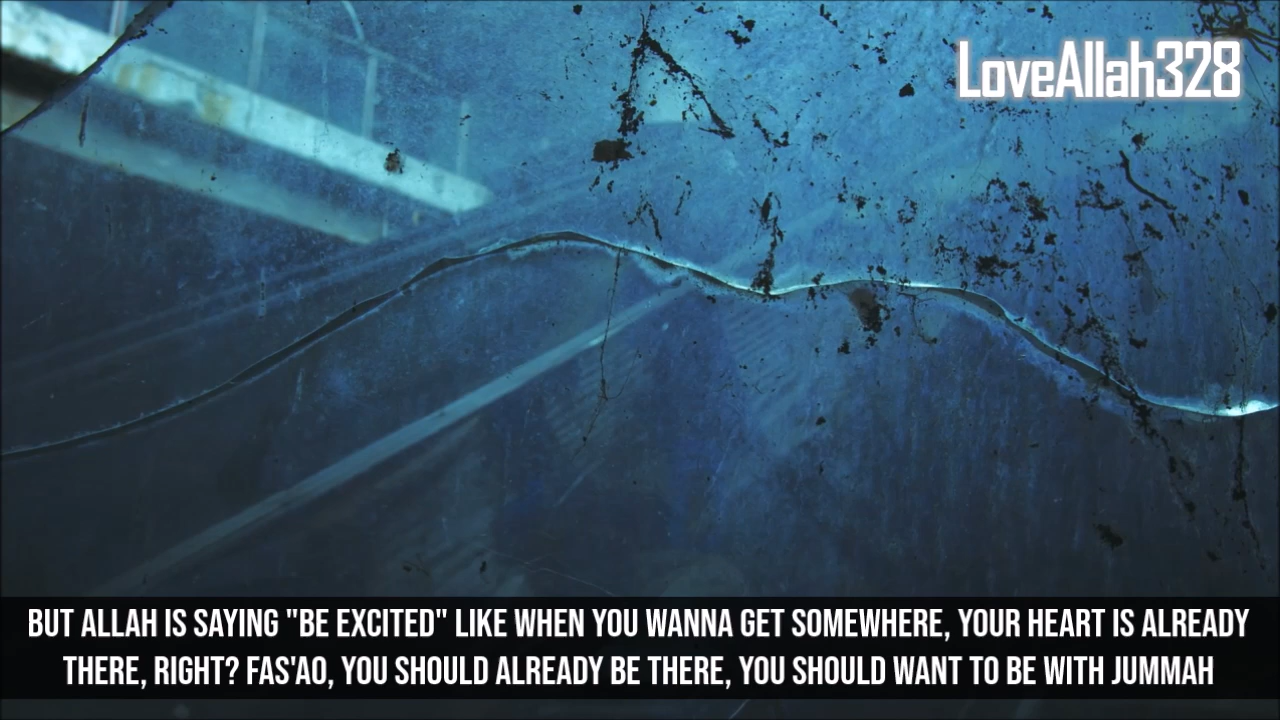 LoveAllah328
BUT ALLAH IS SAYING "BE EXCITED" LIKE WHEN YOU WANNA GET SOMEWHERE, YOUR HEART IS ALREADY
THERE, RIGHT? FAS'AO, YOU SHOULD ALREADY BE THERE, YOU SHOULD WANT TO BE WITH JUMMAH